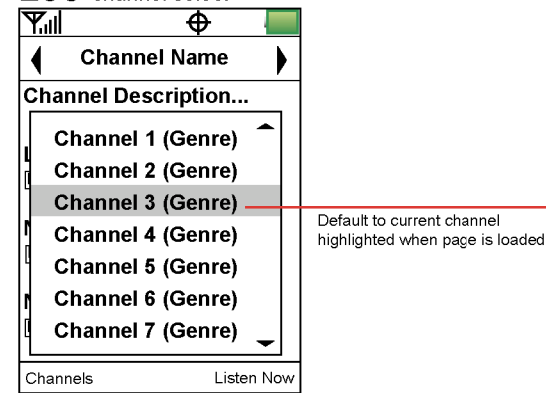 Channel Name
Channel Description...
Channel 1 (Genre)
Channel 2 (Genre)
Channel 3 (Genre)
Default to current channel
highlighted when page is loaded
Channel 4 (Genre)
Channel 5 (Genre)
Channel 6 (Genre)
Channel 7 (Genre)
Channels Listen Now